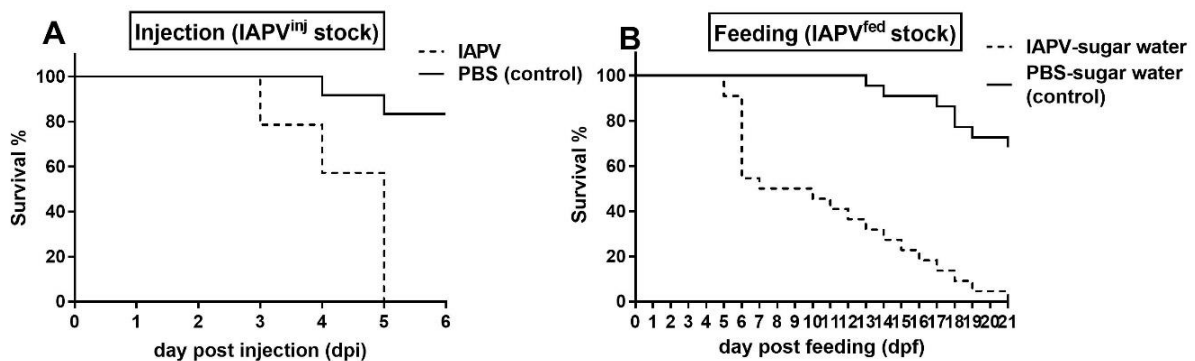 A
Injection (IAPVinj stock)
IAPV
PBS (control)
Survival %
100
80
60
40
20
0
0 1 2 3 4 5 6
day post injection (dpi)
B
Feeding (IAPVfed stock)
IAPV-sugar water
PBS-sugar water
(control)
Survival %
100
80
60
40
20
0
0 1 2 3 4 5 6 7 8 9 10 11 12 13 14 15 16 17 18 19 20 21
day post feeding (dpf)